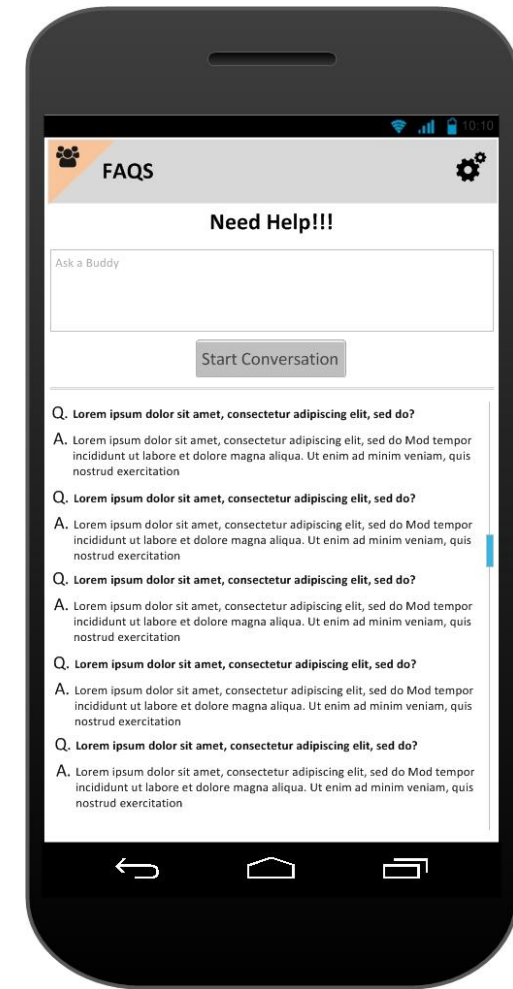 10:10
FAQS
Need Help!!!
Ask a Buddy
Start Conversation
Q. Lorem ipsum dolor sit amet, consectetur adipiscing elit, sed do?
A. Lorem ipsum dolor sit amet, consectetur adipiscing elit, sed do Mod tempor
incididunt ut labore et dolore magna aliqua. Ut enim ad minim veniam, quis
nostrud exercitation
Q. Lorem ipsum dolor sit amet, consectetur adipiscing elit, sed do?
A. Lorem ipsum dolor sit amet, consectetur adipiscing elit, sed do Mod tempor
incididunt ut labore et dolore magna aliqua. Ut enim ad minim veniam, quis
nostrud exercitation
Q. Lorem ipsum dolor sit amet, consectetur adipiscing elit, sed do?
A. Lorem ipsum dolor sit amet, consectetur adipiscing elit, sed do Mod tempor
incididunt ut labore et dolore magna aliqua. Ut enim ad minim veniam, quis
nostrud exercitation
Q. Lorem ipsum dolor sit amet, consectetur adipiscing elit, sed do?
A. Lorem ipsum dolor sit amet, consectetur adipiscing elit, sed do Mod tempor
incididunt ut labore et dolore magna aliqua. Ut enim ad minim veniam, quis
nostrud exercitation
Q. Lorem ipsum dolor sit amet, consectetur adipiscing elit, sed do?
A. Lorem ipsum dolor sit amet, consectetur adipiscing elit, sed do Mod tempor
incididunt ut labore et dolore magna aliqua. Ut enim ad minim veniam, quis
nostrud exercitation